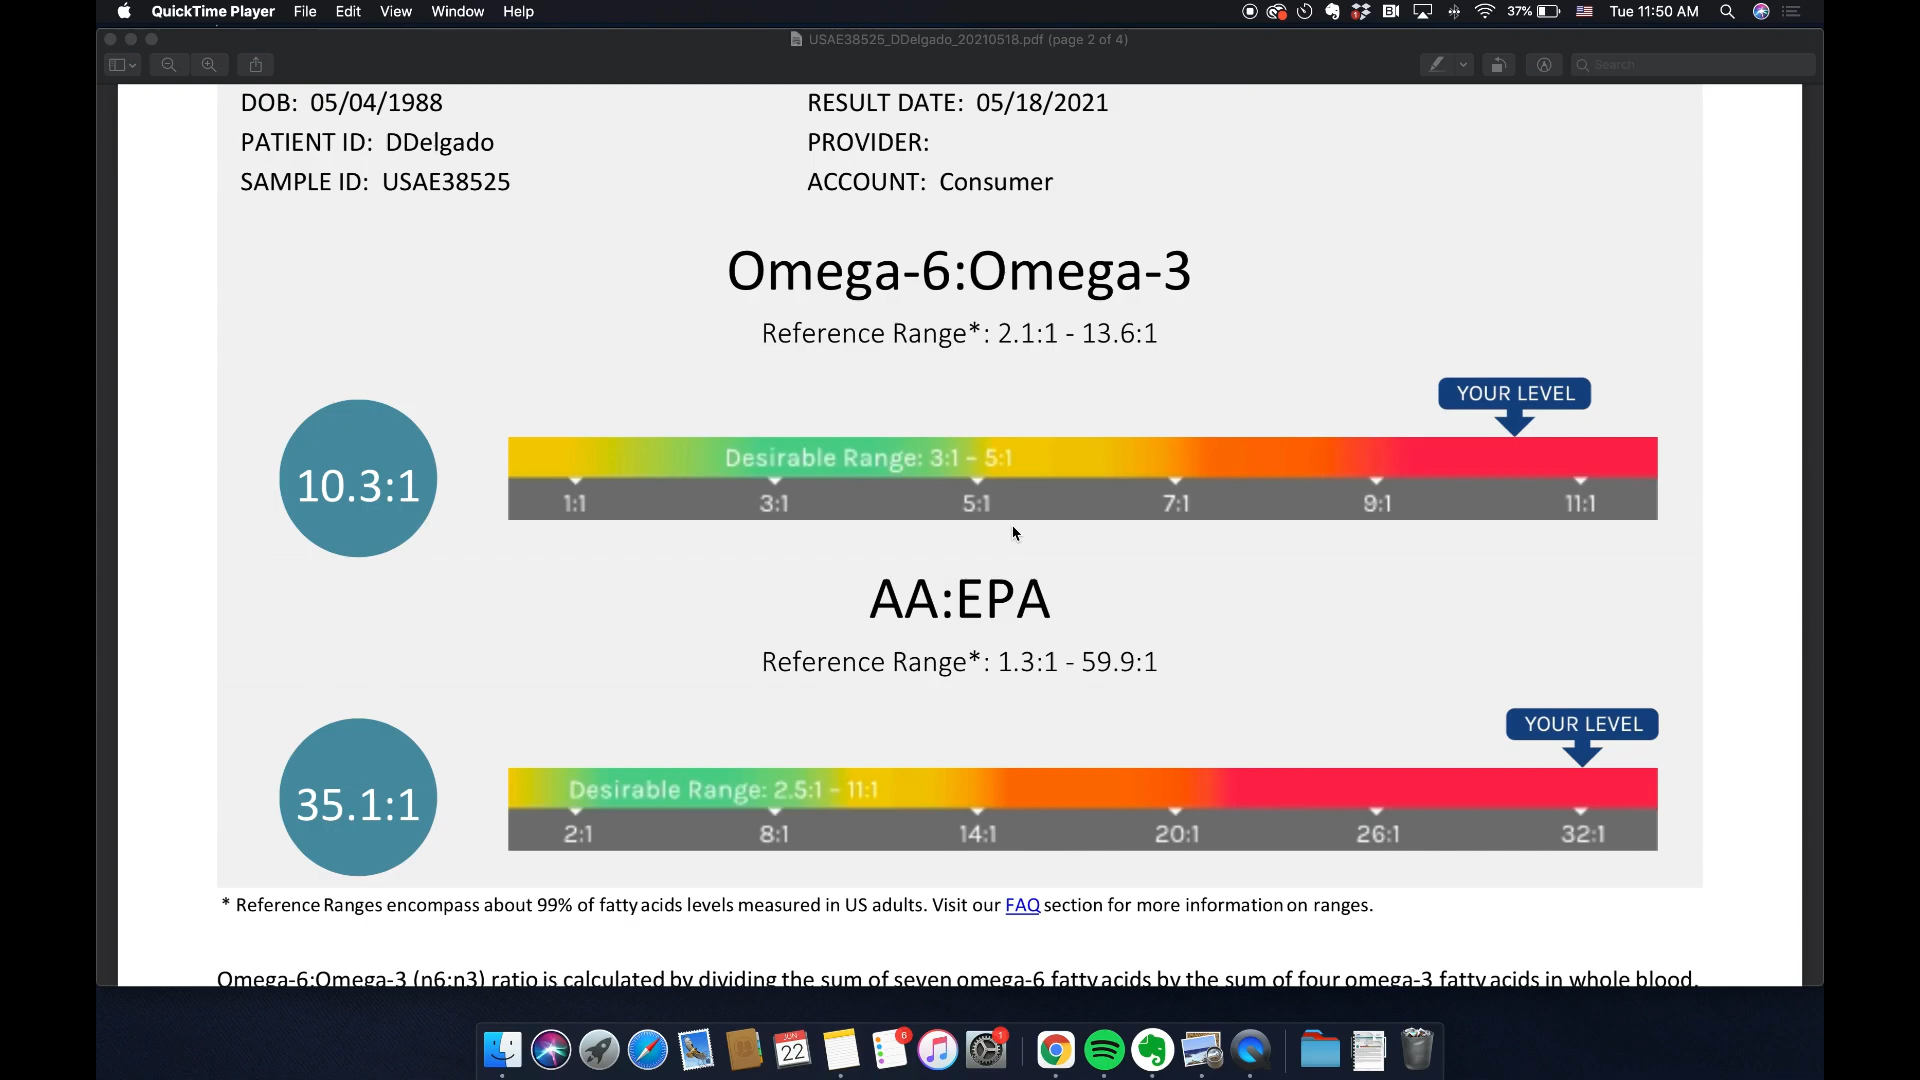 QuickTime Player File Edit View Window Help 37% Tue 11:50 AM
USAE38525_DDelgado_20210518.pdf (page 2 of 4)
Search
DOB: 05/04/1988 RESULT DATE: 05/18/2021
PATIENT ID: DDelgado PROVIDER:
SAMPLE ID: USAE38525 ACCOUNT: Consumer
Omega-6:Omega-3
Reference Range*: 2.1:1 - 13.6:1
YOUR LEVEL
Desirable Range: 3:1 – 5:1
10.3:1
1:1 3:1 5:1 7:1 9:1 11:1
AA:EPA
Reference Range*: 1.3:1 - 59.9:1
YOUR LEVEL
Desirable Range: 2.5:1 – 11:1
35.1:1
2:1 8:1 14:1 20:1 26:1 32:1
* Reference Ranges encompass about 99% of fatty acids levels measured in US adults. Visit our FAQ section for more information on ranges.
Omega-6:Omega-3 (n6:n3) ratio is calculated by dividing the sum of seven omega-6 fatty acids by the sum of four omega-3 fatty acids in whole blood.
JUN
22
6
1